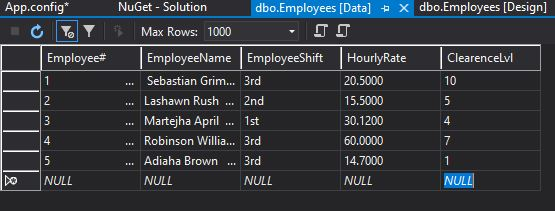 App.config* NuGet - Solution dbo.Employees [Data] dbo.Employees [Design]
Max Rows: 1000
Employee# EmployeeName EmployeeShift HourlyRate ClearenceLvl
1 ... Sebastian Grim... 3rd 20.5000 10
2 ... Lashawn Rush ... 2nd 15.5000 5
3 ... Martejha April ... 1st 30.1200 4
4 ... Robinson Willia... 3rd 60.0000 7
5 ... Adiaha Brown ... 3rd 14.7000 1
NULL NULL NULL NULL NULL